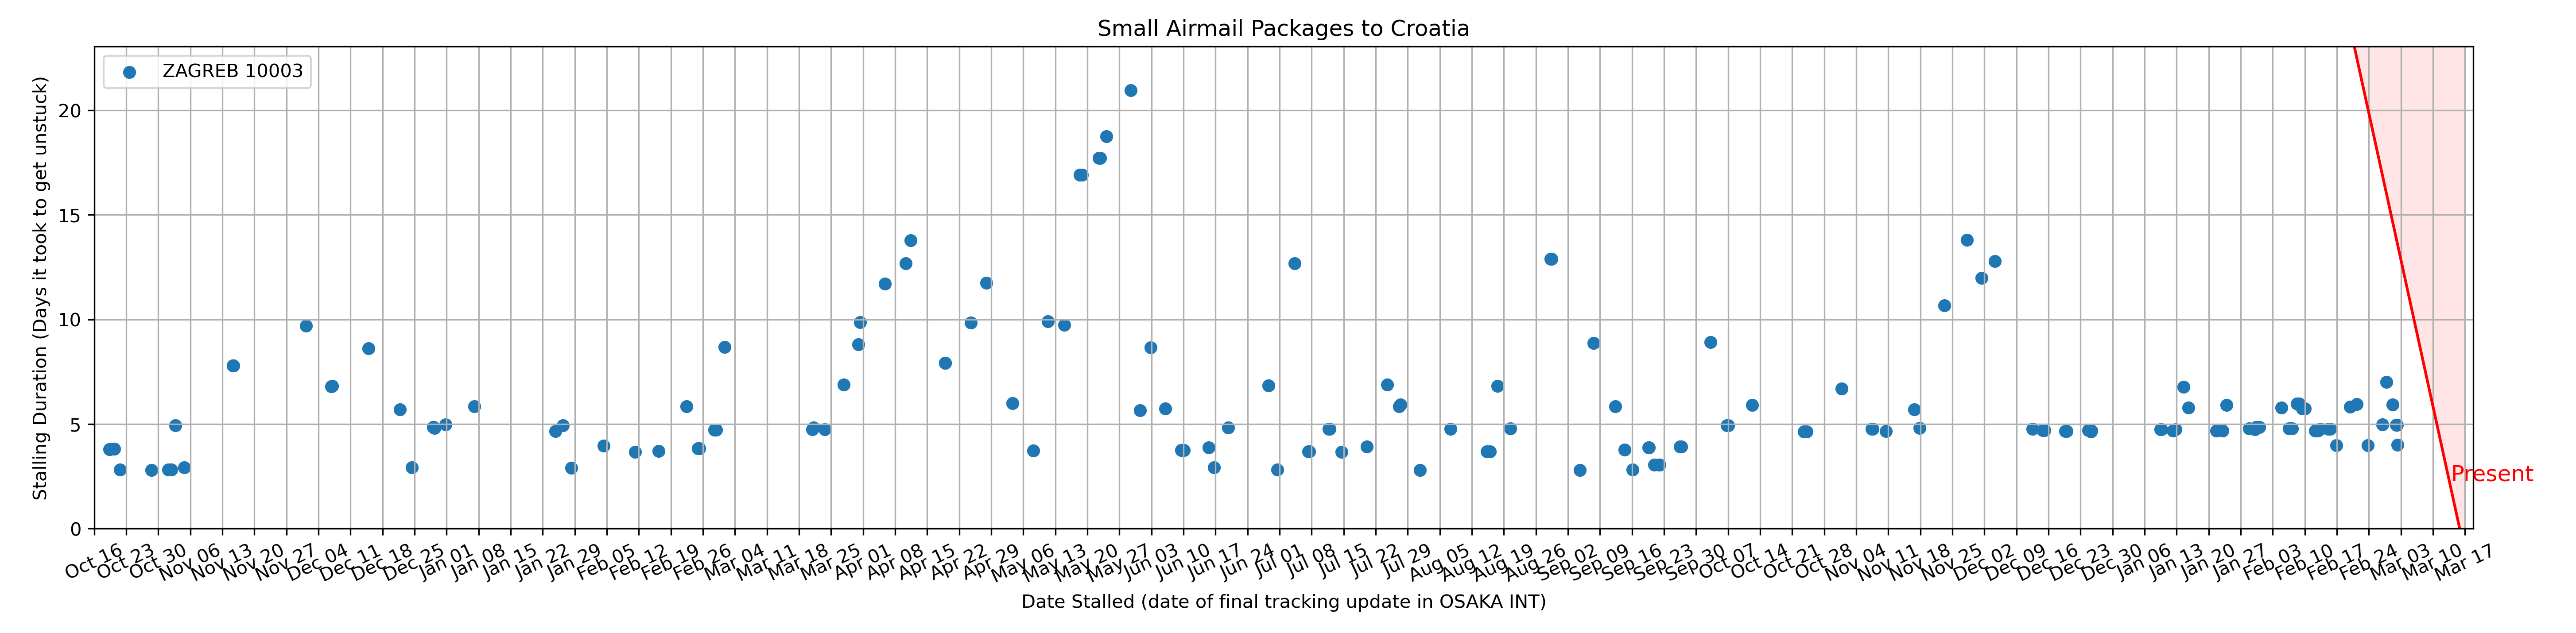 Small Airmail Packages to Croatia
ZAGREB 10003
Stalling Duration (Days it took to get unstuck)
20
15
10
5
0
Oct 16
Oct 23
Oct 30
Nov 06
Nov 13
Nov 20
Nov 27
Dec 04
Dec 11
Dec 18
Dec 25
Jan 01
Jan 08
Jan 15
Jan 22
Jan 29
Feb 05
Feb 12
Feb 19
Feb 26
Mar 04
Mar 11
Mar 18
Mar 25
Apr 01
Apr 08
Apr 15
Apr 22
Apr 29
May 06
May 13
May 20
May 27
Jun 03
Jun 10
Jun 17
Jun 24
Jul 01
Jul 08
Jul 15
Jul 22
Jul 29
Aug 05
Aug 12
Aug 19
Aug 26
Sep 02
Sep 09
Sep 16
Sep 23
Sep 30
Oct 07
Oct 14
Oct 21
Oct 28
Nov 04
Nov 11
Nov 18
Nov 25
Dec 02
Dec 09
Dec 16
Dec 23
Dec 30
Jan 06
Jan 13
Jan 20
Jan 27
Feb 03
Feb 10
Feb 17
Feb 24
Mar 03
Mar 10
Mar 17
Present
Date Stalled (date of final tracking update in OSAKA INT)